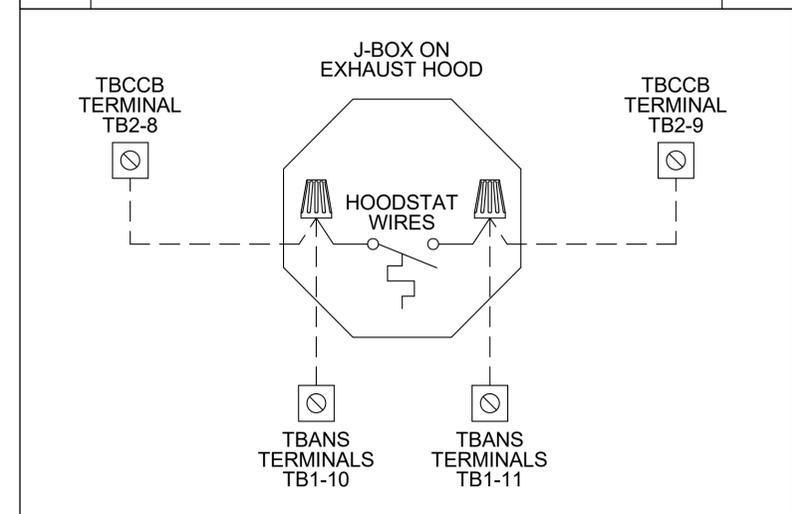 J-BOX ON
EXHAUST HOOD
TBCCB
TERMINAL
TB2-8
TBCCB
TERMINAL
TB2-9
HOODSTAT
WIRES
TBANS
TERMINALS
TB1-10
TBANS
TERMINALS
TB1-11